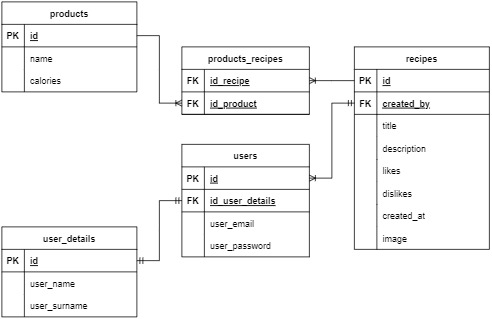 products
PK id
name
calories
products_recipes
FK id_recipe
FK id_product
recipes
PK id
FK created_by
title
description
likes
dislikes
created_at
image
users
PK id
FK id_user_details
user_email
user_password
user_details
PK id
user_name
user_surname